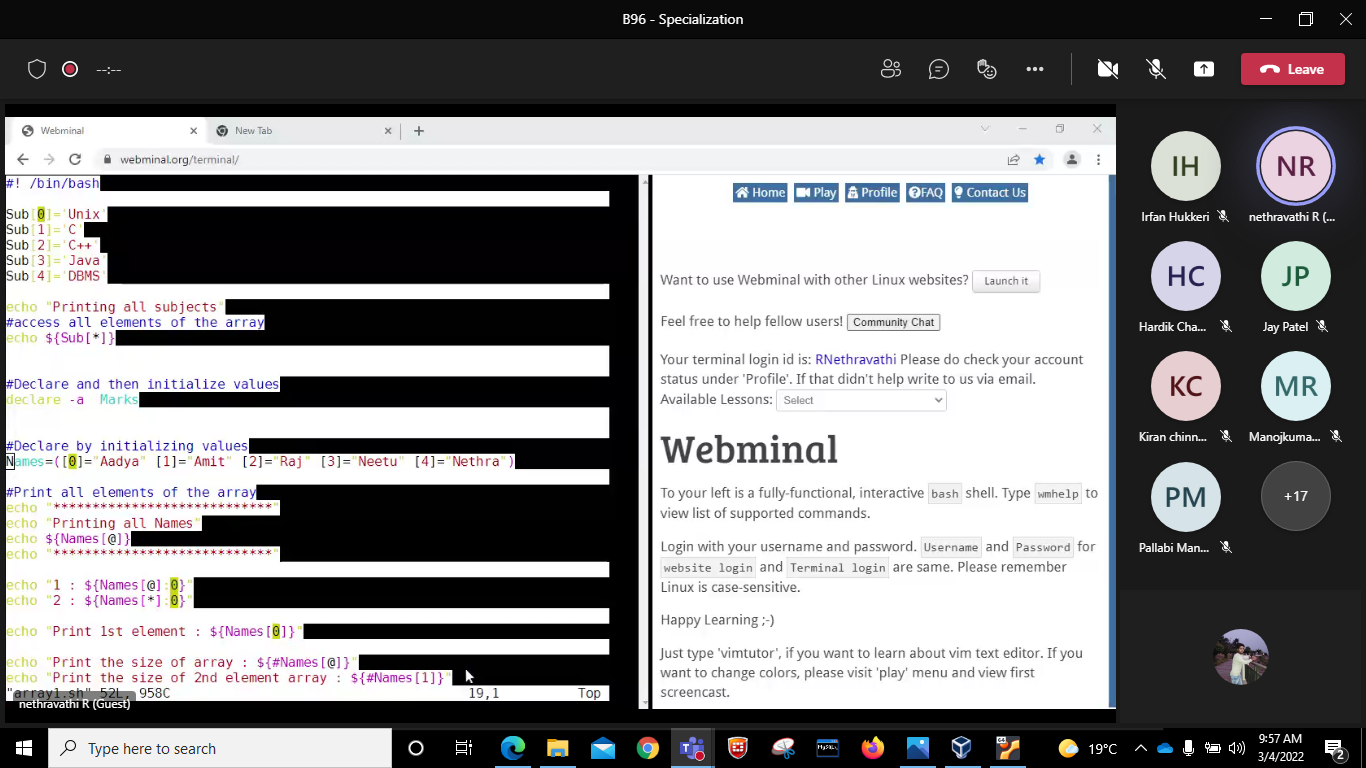 B96 - Specialization
--:--
Leave
Webminal
New Tab
webminal.org/terminal/
#! /bin/bash
Sub[0]='Unix'
Sub[1]='C'
Sub[2]='C++'
Sub[3]='Java'
Sub[4]='DBMS'
echo "Printing all subjects"
#access all elements of the array
echo ${Sub[*]}
#Declare and then initialize values
declare -a  Marks
#Declare by initializing values
Names=([0]="Aadya" [1]="Amit" [2]="Raj" [3]="Neetu" [4]="Nethra")
#Print all elements of the array
echo "****************************"
echo "Printing all Names"
echo ${Names[@]}
echo "****************************"
echo "1 : ${Names[@]:0}"
echo "2 : ${Names[*]:0}"
echo "Print 1st element : ${Names[0]}"
echo "Print the size of array : ${#Names[@]}"
echo "Print the size of 2nd element array : ${#Names[1]}"
"array1.sh" 52L, 958C 19,1 Top
nethravathi R (Guest)
Home Play Profile FAQ Contact Us
Want to use Webminal with other Linux websites? Launch it
Feel free to help fellow users! Community Chat
Your terminal login id is: RNethravathi Please do check your account
status under 'Profile'. If that didn't help write to us via email.
Available Lessons: Select
Webminal
To your left is a fully-functional, interactive bash shell. Type wmhelp to
view list of supported commands.
Login with your username and password. Username and Password for
website login and Terminal login are same. Please remember
Linux is case-sensitive.
Happy Learning ;-)
Just type 'vimtutor', if you want to learn about vim text editor. If you
want to change colors, please visit 'play' menu and view first
screencast.
IH
Irfan Hukkeri
NR
nethravathi R (...
HC
Hardik Cha...
JP
Jay Patel
KC
Kiran chinn...
MR
Manojkuma...
PM
Pallabi Man...
+17
Type here to search
MySQL
19°C
9:57 AM
3/4/2022
2